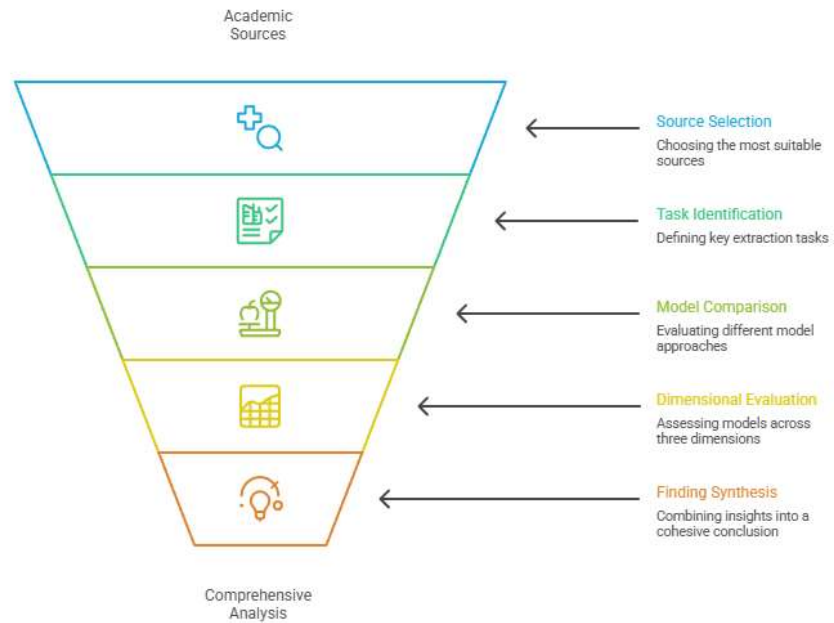 Academic
Sources
Source Selection
Choosing the most suitable
sources
Task Identification
Defining key extraction tasks
Model Comparison
Evaluating different model
approaches
Dimensional Evaluation
Assessing models across
three dimensions
Finding Synthesis
Combining insights into a
cohesive conclusion
Comprehensive
Analysis